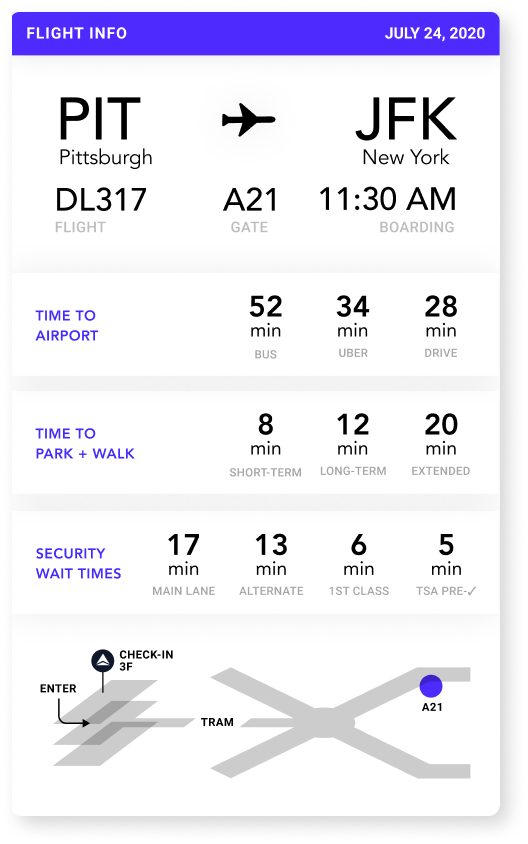 FLIGHT INFO JULY 24, 2020
PIT JFK
Pittsburgh New York
DL317 A21 11:30 AM
FLIGHT GATE BOARDING
TIME TO
AIRPORT
52 34 28
min min min
BUS UBER DRIVE
TIME TO
PARK + WALK
8 12 20
min min min
SHORT-TERM LONG-TERM EXTENDED
SECURITY
WAIT TIMES
17 13 6 5
min min min min
MAIN LANE ALTERNATE 1ST CLASS TSA PRE-✓
CHECK-IN
3F
ENTER
TRAM
A21